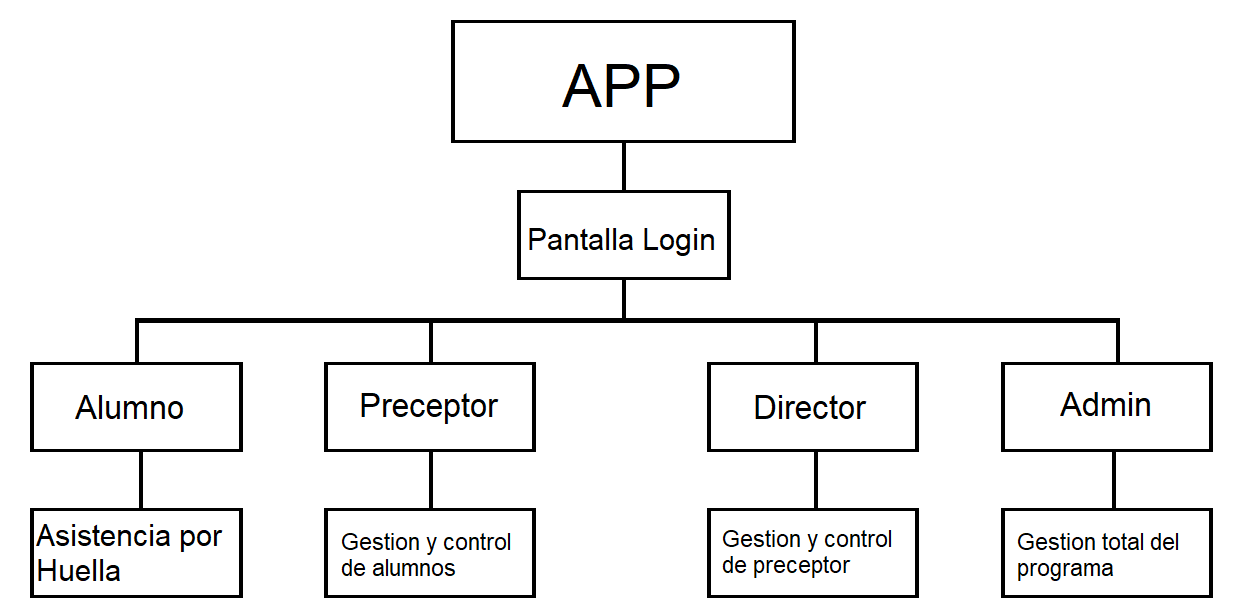 APP
Pantalla Login
Alumno
Preceptor
Director
Admin
Asistencia por
Huella
Gestion y control
de alumnos
Gestion y control
de preceptor
Gestion total del
programa